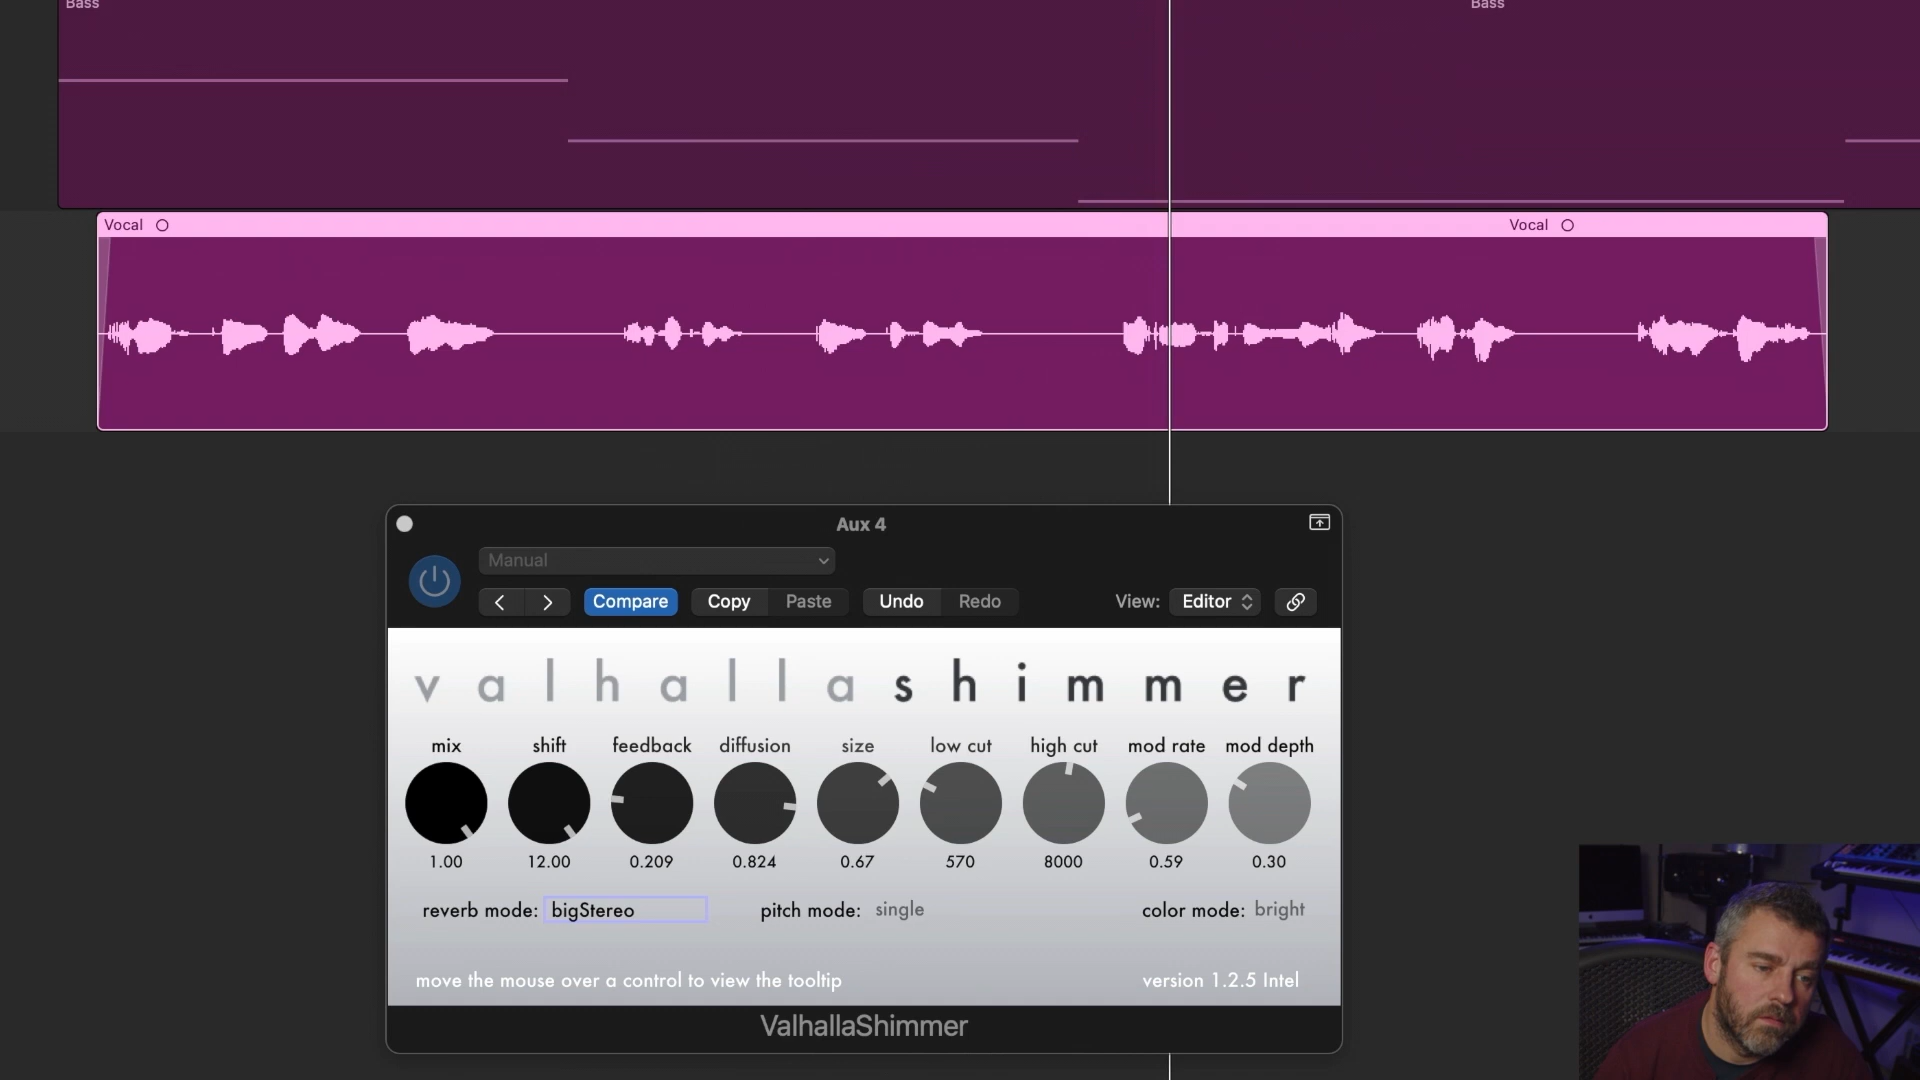 Bass Bass
Vocal Vocal
Aux 4
Manual
Compare Copy Paste Undo Redo View: Editor
valhallashimmer
mix shift feedback diffusion size low cut high cut mod rate mod depth
1.00 12.00 0.209 0.824 0.67 570 8000 0.59 0.30
reverb mode: bigStereo pitch mode: single color mode: bright
move the mouse over a control to view the tooltip version 1.2.5 Intel
ValhallaShimmer